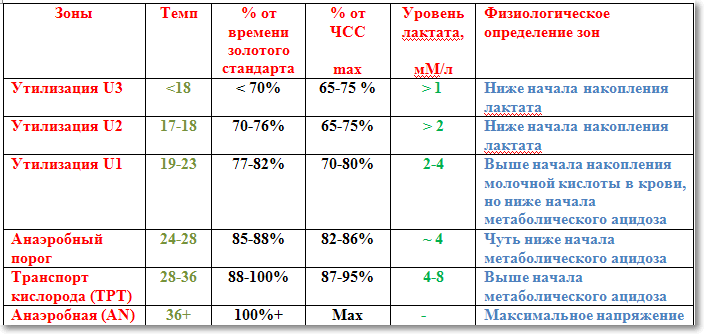 Зоны Темп % от Уровень Физиологическое
% от времени ЧСС лактата, определение зон
золотого
стандарта max мМ/л
Утилизация U3 <18 < 70% 65-75 % > 1 Ниже начала накопления
лактата
Утилизация U2 17-18 70-76% 65-75% > 2 Ниже начала накопления
лактата
Утилизация U1 19-23 77-82% 70-80% 2-4 Выше начала накопления
молочной кислоты в крови,
но ниже начала
метаболического ацидоза
Анаэробный 24-28 85-88% 82-86% ~ 4 Чуть ниже начала
порог метаболического ацидоза
Транспорт 28-36 88-100% 87-95% 4-8 Выше начала
кислорода (ТРТ) метаболического ацидоза
Анаэробная (AN) 36+ 100%+ Max - Максимальное напряжение